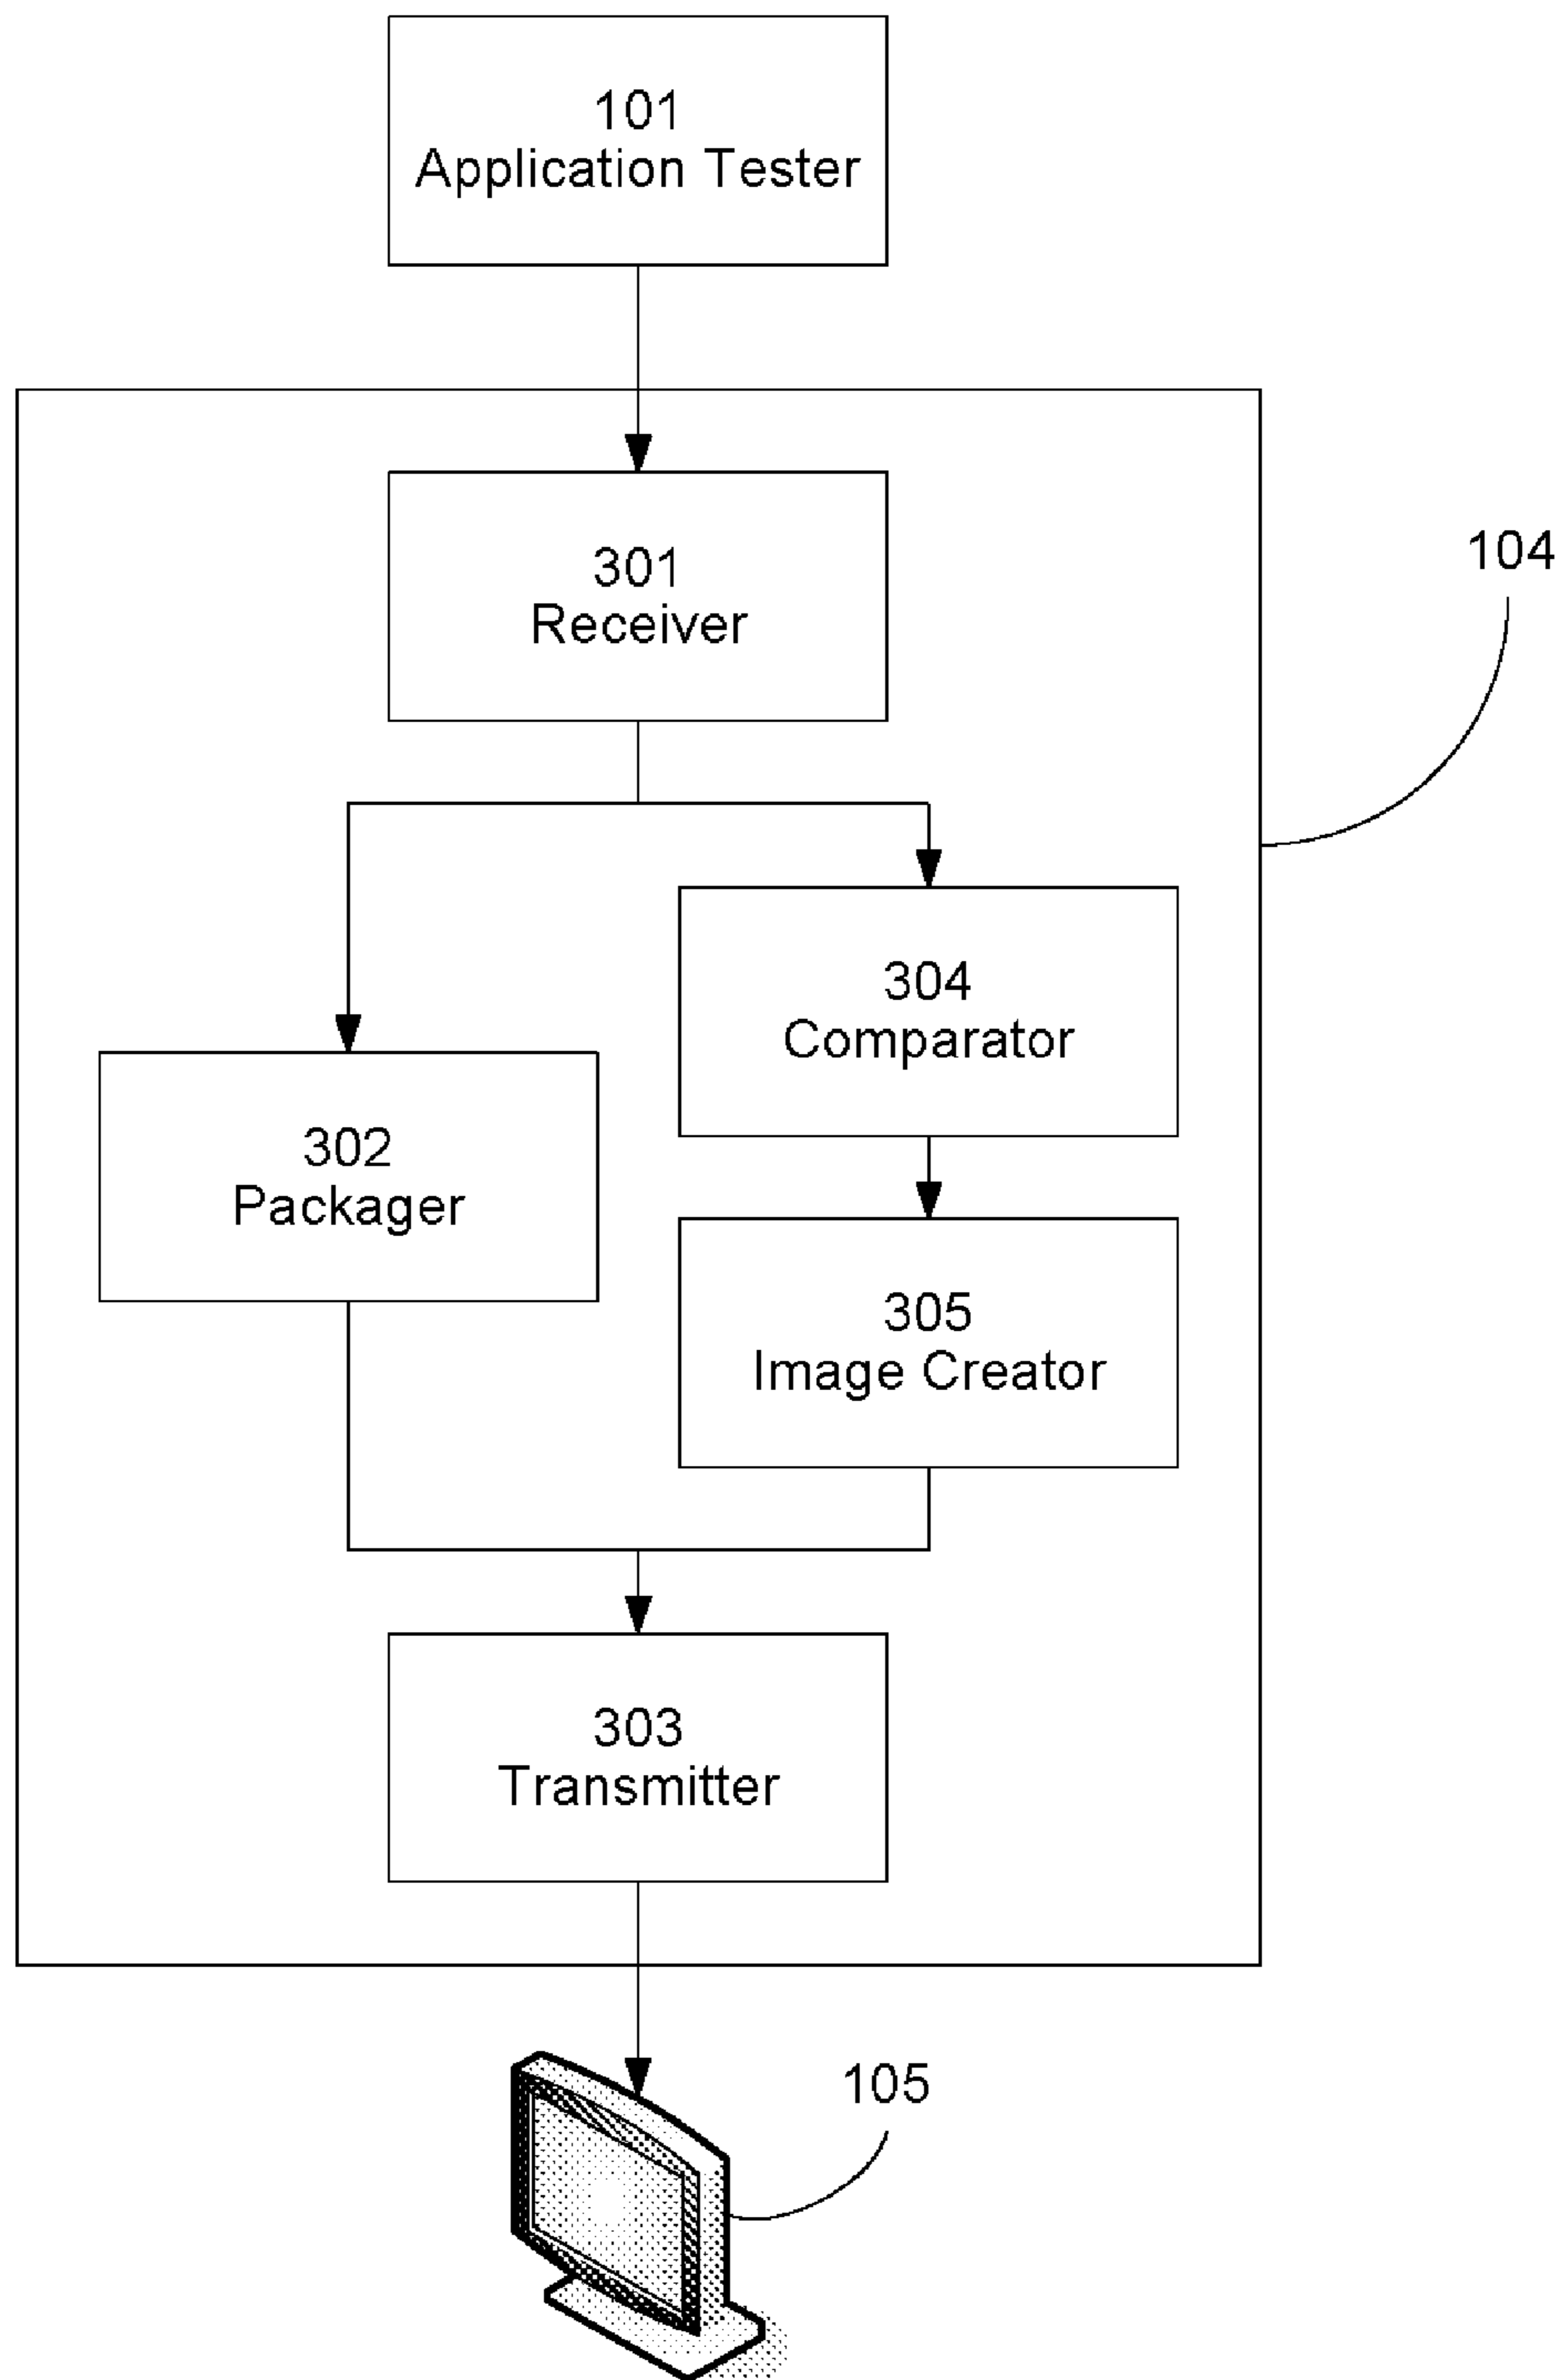 101
Application Tester
301
Receiver
104
304
Comparator
302
Packager
305
Image Creator
303
Transmitter
105